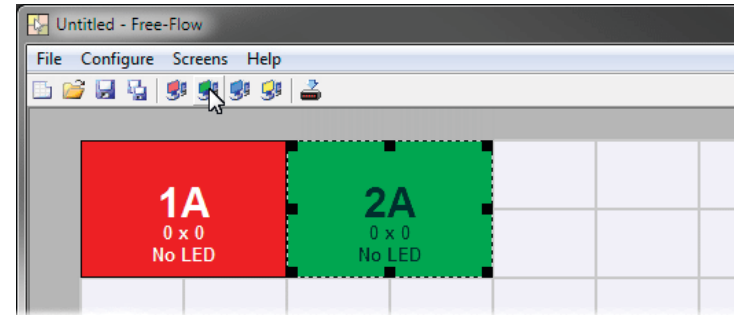 Untitled - Free-Flow
File Configure Screens Help
1A
0 x 0
No LED
2A
0 x 0
No LED